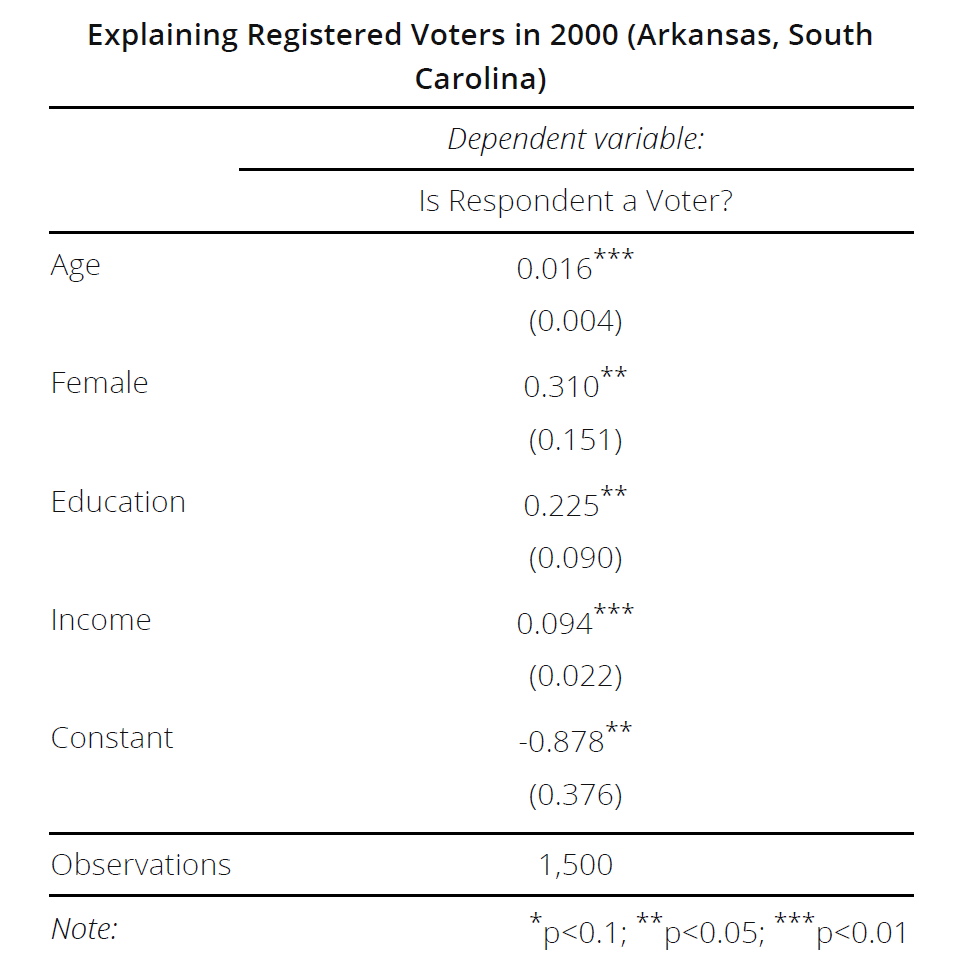 Explaining Registered Voters in 2000 (Arkansas, South
Carolina)
Dependent variable:
Is Respondent a Voter?
Age 0.016***
(0.004)
Female 0.310**
(0.151)
Education 0.225**
(0.090)
Income 0.094***
(0.022)
Constant -0.878**
(0.376)
Observations 1,500
Note: *p<0.1; **p<0.05; ***p<0.01